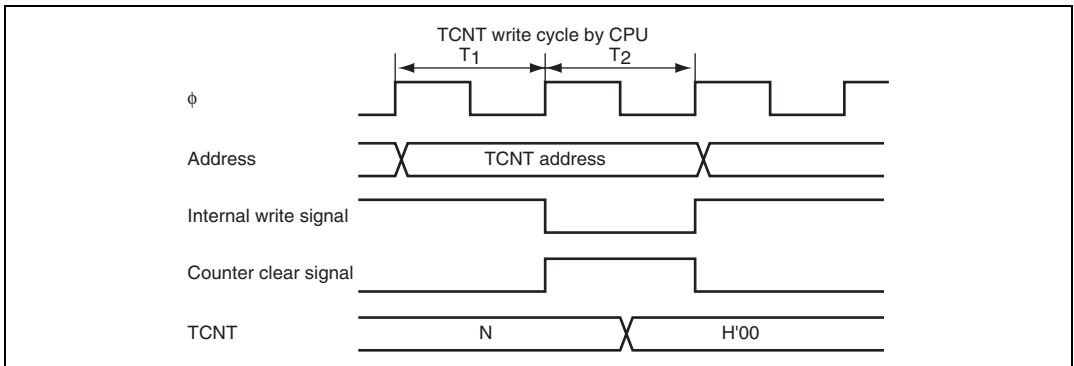 TCNT write cycle by CPU
T1 T2
ϕ
Address TCNT address
Internal write signal
Counter clear signal
TCNT N H'00